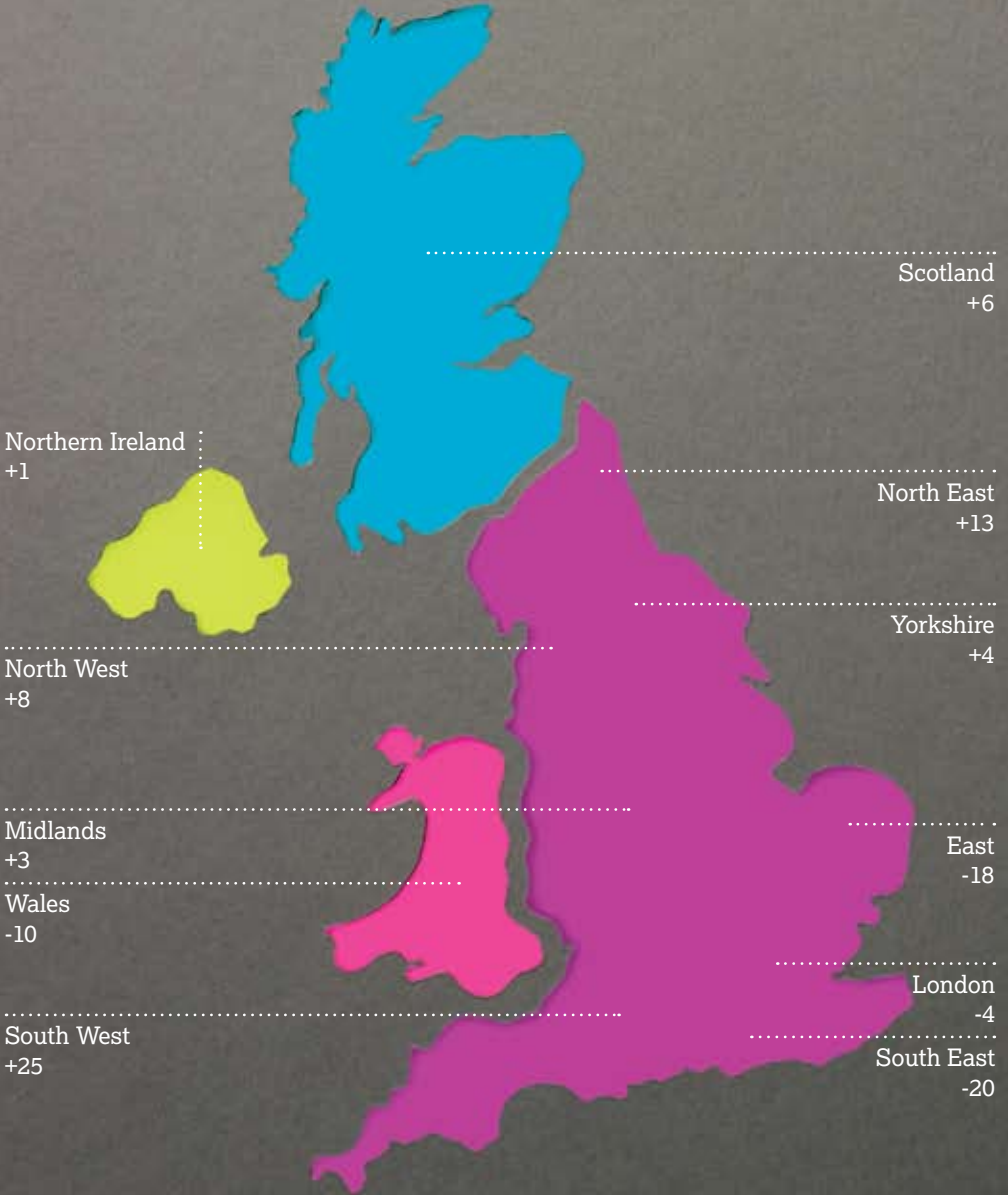 Scotland
+6
Northern Ireland
+1
North East
+13
Yorkshire
+4
North West
+8
Midlands
+3
East
-18
Wales
-10
London
-4
South West
+25
South East
-20